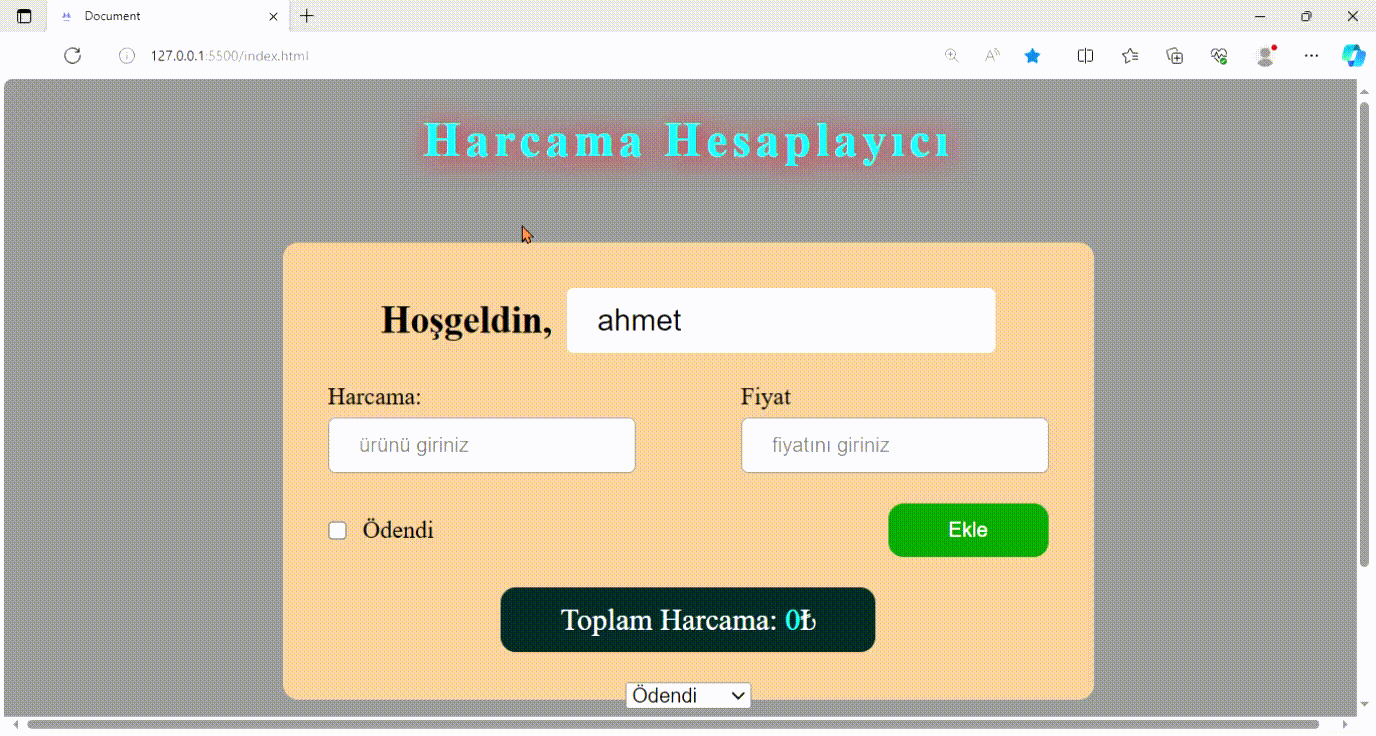 Document
127.0.0.1:5500/index.html
Harcama Hesaplayıcı
Hoşgeldin, ahmet
Harcama: Fiyat
ürünü giriniz fiyatını giriniz
Ödendi Ekle
Toplam Harcama: 0₺
Ödendi